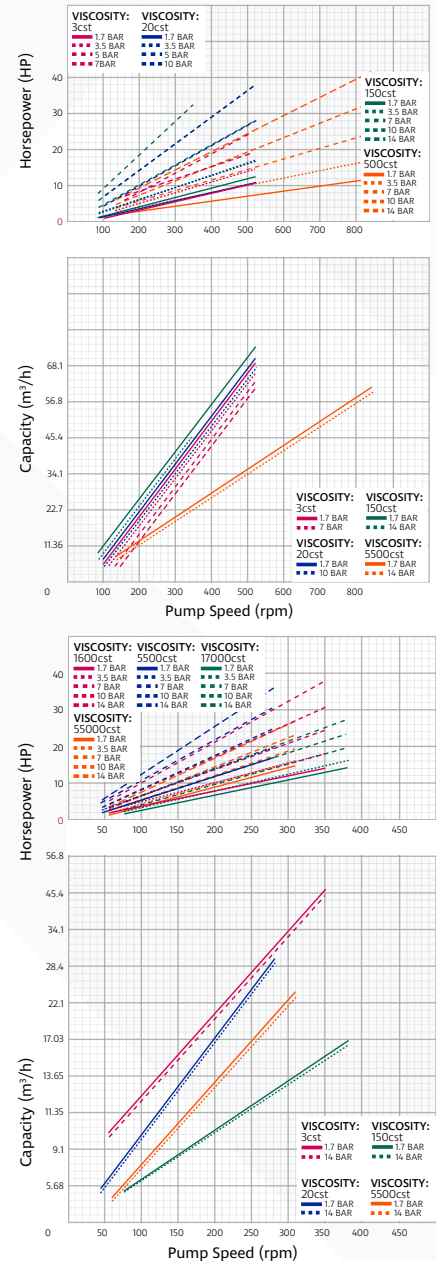 VISCOSITY: VISCOSITY:
3cst 20cst
1.7 BAR 1.7 BAR
3.5 BAR 3.5 BAR
5 BAR 5 BAR
7BAR 10 BAR
Horsepower (HP)
40
30
20
10
0
VISCOSITY:
150cst
1.7 BAR
3.5 BAR
7 BAR
10 BAR
14 BAR
VISCOSITY:
500cst
1.7 BAR
3.5 BAR
7 BAR
10 BAR
14 BAR
100 200 300 400 500 600 800
Capacity (m³/h)
68.1
56.8
45.4
34.1
22.7
11.36
VISCOSITY: VISCOSITY:
3cst 150cst
1.7 BAR 1.7 BAR
7 BAR 14 BAR
VISCOSITY: VISCOSITY:
20cst 5500cst
1.7 BAR 1.7 BAR
10 BAR 14 BAR
0 100 200 300 400 500 600 800
Pump Speed (rpm)
VISCOSITY: VISCOSITY: VISCOSITY:
1600cst 5500cst 17000cst
1.7 BAR 1.7 BAR 1.7 BAR
3.5 BAR 3.5 BAR 3.5 BAR
7 BAR 7 BAR 7 BAR
10 BAR 10 BAR 10 BAR
14 BAR 14 BAR 14 BAR
VISCOSITY:
55000cst
1.7 BAR
3.5 BAR
7 BAR
10 BAR
14 BAR
Horsepower (HP)
40
30
20
10
0
50 100 150 200 250 300 350 400 450
Capacity (m³/h)
56.8
45.4
34.1
28.4
22.1
17.03
13.65
11.35
9.1
5.68
VISCOSITY: VISCOSITY:
3cst 150cst
1.7 BAR 1.7 BAR
14 BAR 14 BAR
VISCOSITY: VISCOSITY:
20cst 5500cst
1.7 BAR 1.7 BAR
14 BAR 14 BAR
0 50 100 150 200 250 300 350 400 450
Pump Speed (rpm)